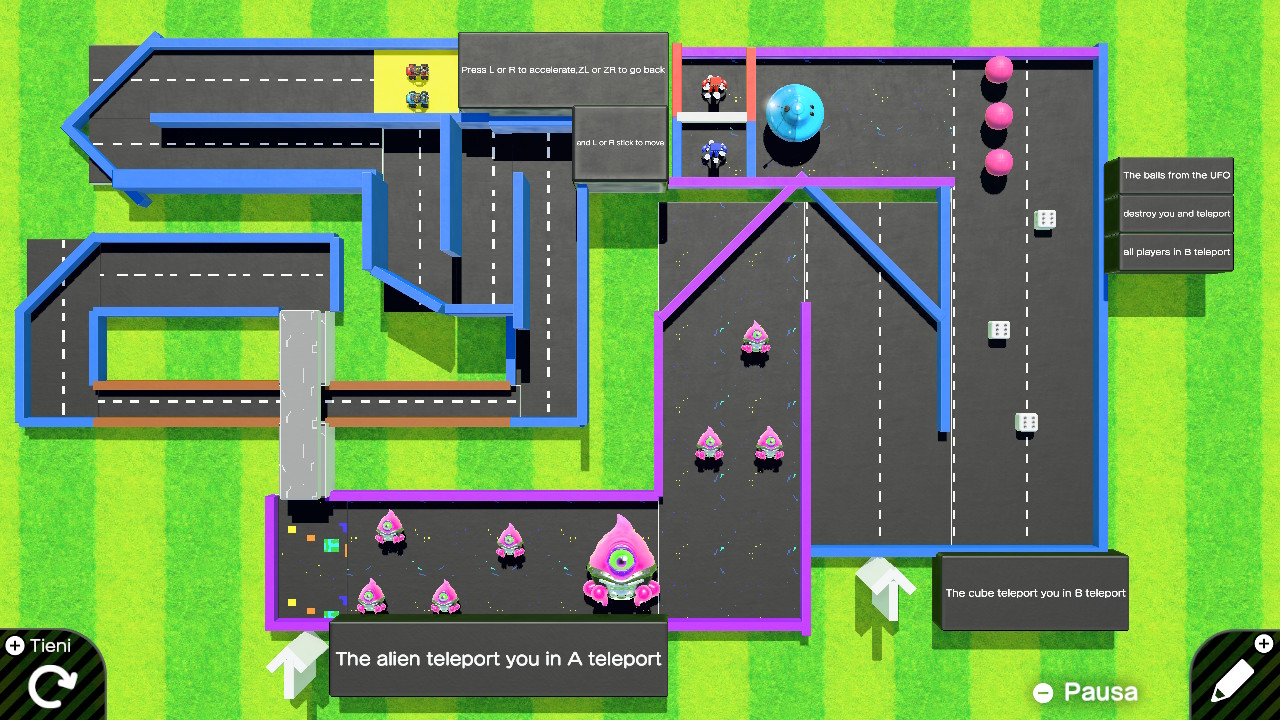 Press L or R to accelerate,ZL or ZR to go back
and L or R stick to move
The balls from the UFO
destroy you and teleport
all players in B teleport
The cube teleport you in B teleport
Tieni
The alien teleport you in A teleport
Pausa